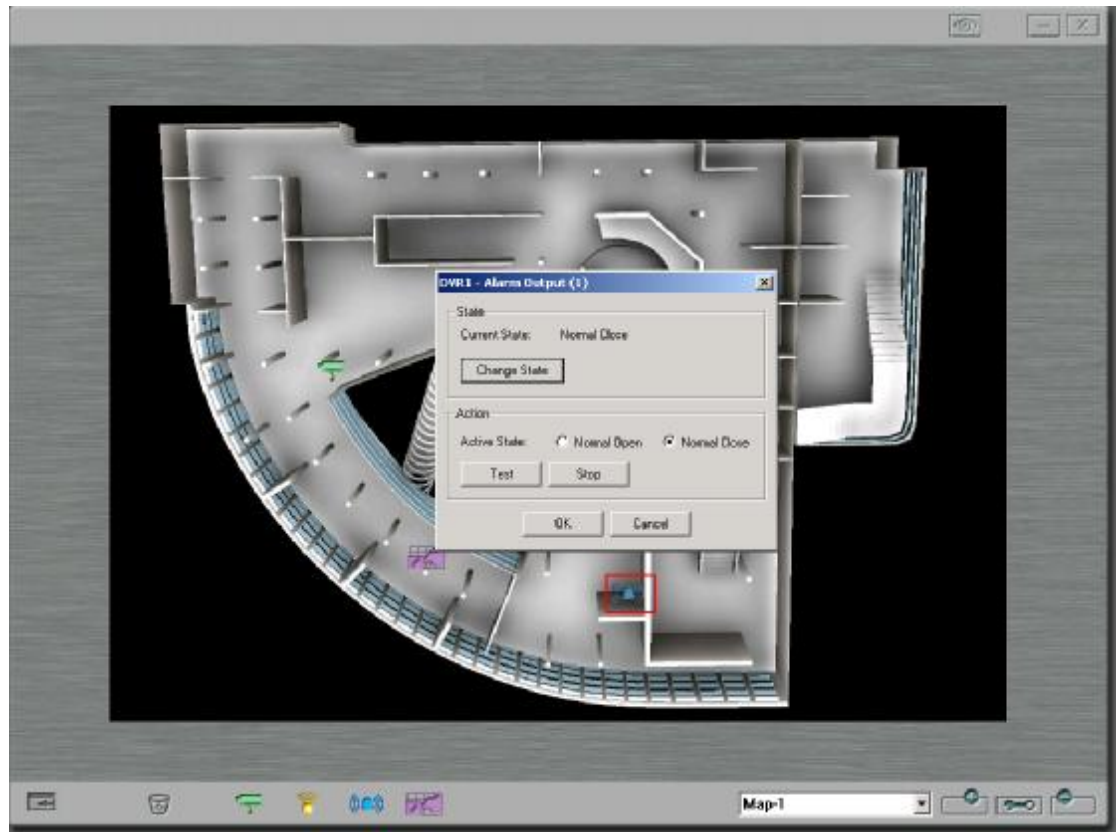 DVR1 - Alarm Output (1)
State
Current State: Normal Close
Change State
Action
Active State: Normal Open Normal Close
Test Stop
OK Cancel
Map-1